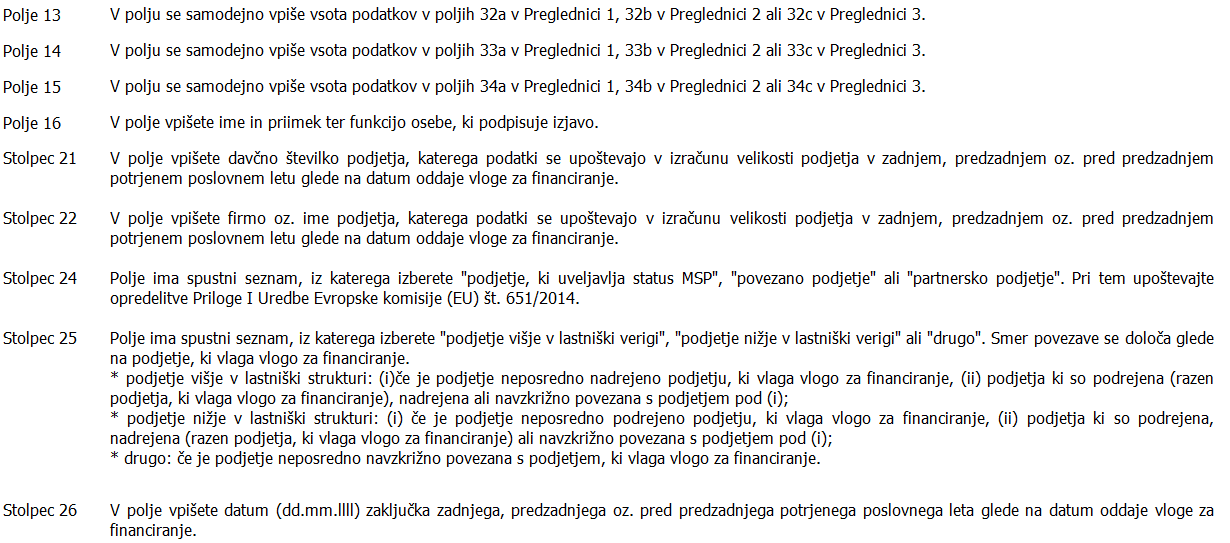 Polje 13 V polju se samodejno vpiše vsota podatkov v poljih 32a v Preglednici 1, 32b v Preglednici 2 ali 32c v Preglednici 3.
Polje 14 V polju se samodejno vpiše vsota podatkov v poljih 33a v Preglednici 1, 33b v Preglednici 2 ali 33c v Preglednici 3.
Polje 15 V polju se samodejno vpiše vsota podatkov v poljih 34a v Preglednici 1, 34b v Preglednici 2 ali 34c v Preglednici 3.
Polje 16 V polje vpišete ime in priimek ter funkcijo osebe, ki podpisuje izjavo.
Stolpec 21 V polje vpišete davčno številko podjetja, katerega podatki se upoštevajo v izračunu velikosti podjetja v zadnjem, predzadnjem oz. pred predzadnjem
potrjenem poslovnem letu glede na datum oddaje vloge za financiranje.
Stolpec 22 V polje vpišete firmo oz. ime podjetja, katerega podatki se upoštevajo v izračunu velikosti podjetja v zadnjem, predzadnjem oz. pred predzadnjem
potrjenem poslovnem letu glede na datum oddaje vloge za financiranje.
Stolpec 24 Polje ima spustni seznam, iz katerega izberete "podjetje, ki uveljavlja status MSP", "povezano podjetje" ali "partnersko podjetje". Pri tem upoštevajte
opredelitve Priloge I Uredbe Evropske komisije (EU) št. 651/2014.
Stolpec 25 Polje ima spustni seznam, iz katerega izberete "podjetje višje v lastniški verigi", "podjetje nižje v lastniški verigi" ali "drugo". Smer povezave se določa glede
na podjetje, ki vlaga vlogo za financiranje.
* podjetje višje v lastniški strukturi: (i)če je podjetje neposredno nadrejeno podjetju, ki vlaga vlogo za financiranje, (ii) podjetja ki so podrejena (razen
podjetja, ki vlaga vlogo za financiranje), nadrejena ali navzkrižno povezana s podjetjem pod (i);
* podjetje nižje v lastniški strukturi: (i) če je podjetje neposredno podrejeno podjetju, ki vlaga vlogo za financiranje, (ii) podjetja ki so podrejena,
nadrejena (razen podjetja, ki vlaga vlogo za financiranje) ali navzkrižno povezana s podjetjem pod (i);
* drugo: če je podjetje neposredno navzkrižno povezana s podjetjem, ki vlaga vlogo za financiranje.
Stolpec 26 V polje vpišete datum (dd.mm.llll) zaključka zadnjega, predzadnjega oz. pred predzadnjega potrjenega poslovnega leta glede na datum oddaje vloge za
financiranje.